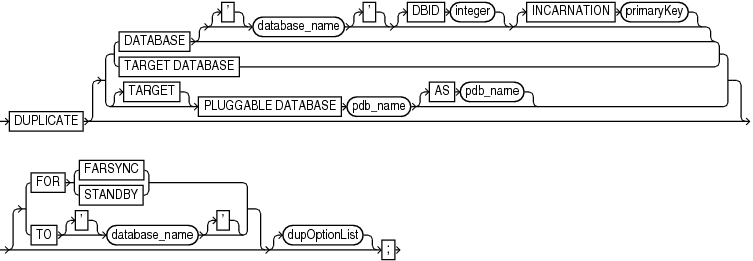 ' database_name ' DBID integer INCARNATION primaryKey
DATABASE
TARGET DATABASE
TARGET AS pdb_name
PLUGGABLE DATABASE pdb_name
DUPLICATE
FARSYNC
FOR
STANDBY
' '
TO database_name dupOptionList
;